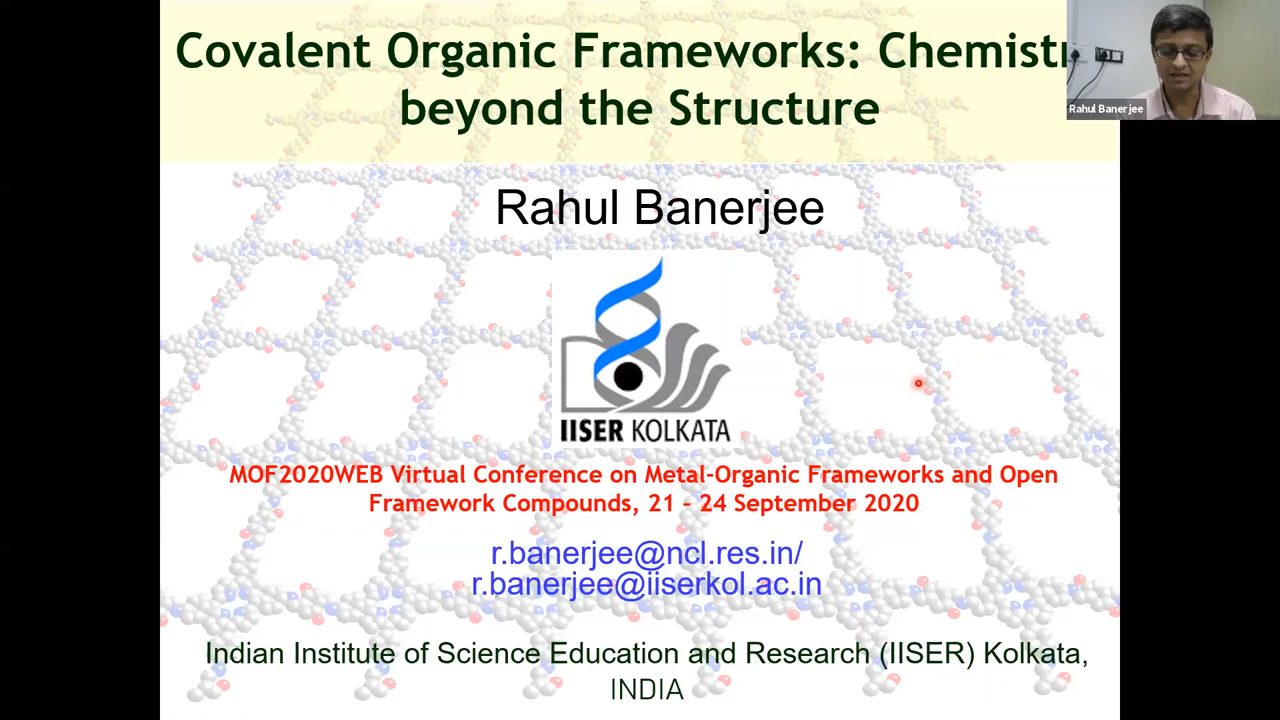 Covalent Organic Frameworks: Chemistr
beyond the Structure
Rahul Banerjee
Rahul Banerjee
IISER KOLKATA
MOF2020WEB Virtual Conference on Metal-Organic Frameworks and Open
Framework Compounds, 21 – 24 September 2020
r.banerjee@ncl.res.in/
r.banerjee@iiserkol.ac.in
Indian Institute of Science Education and Research (IISER) Kolkata,
INDIA